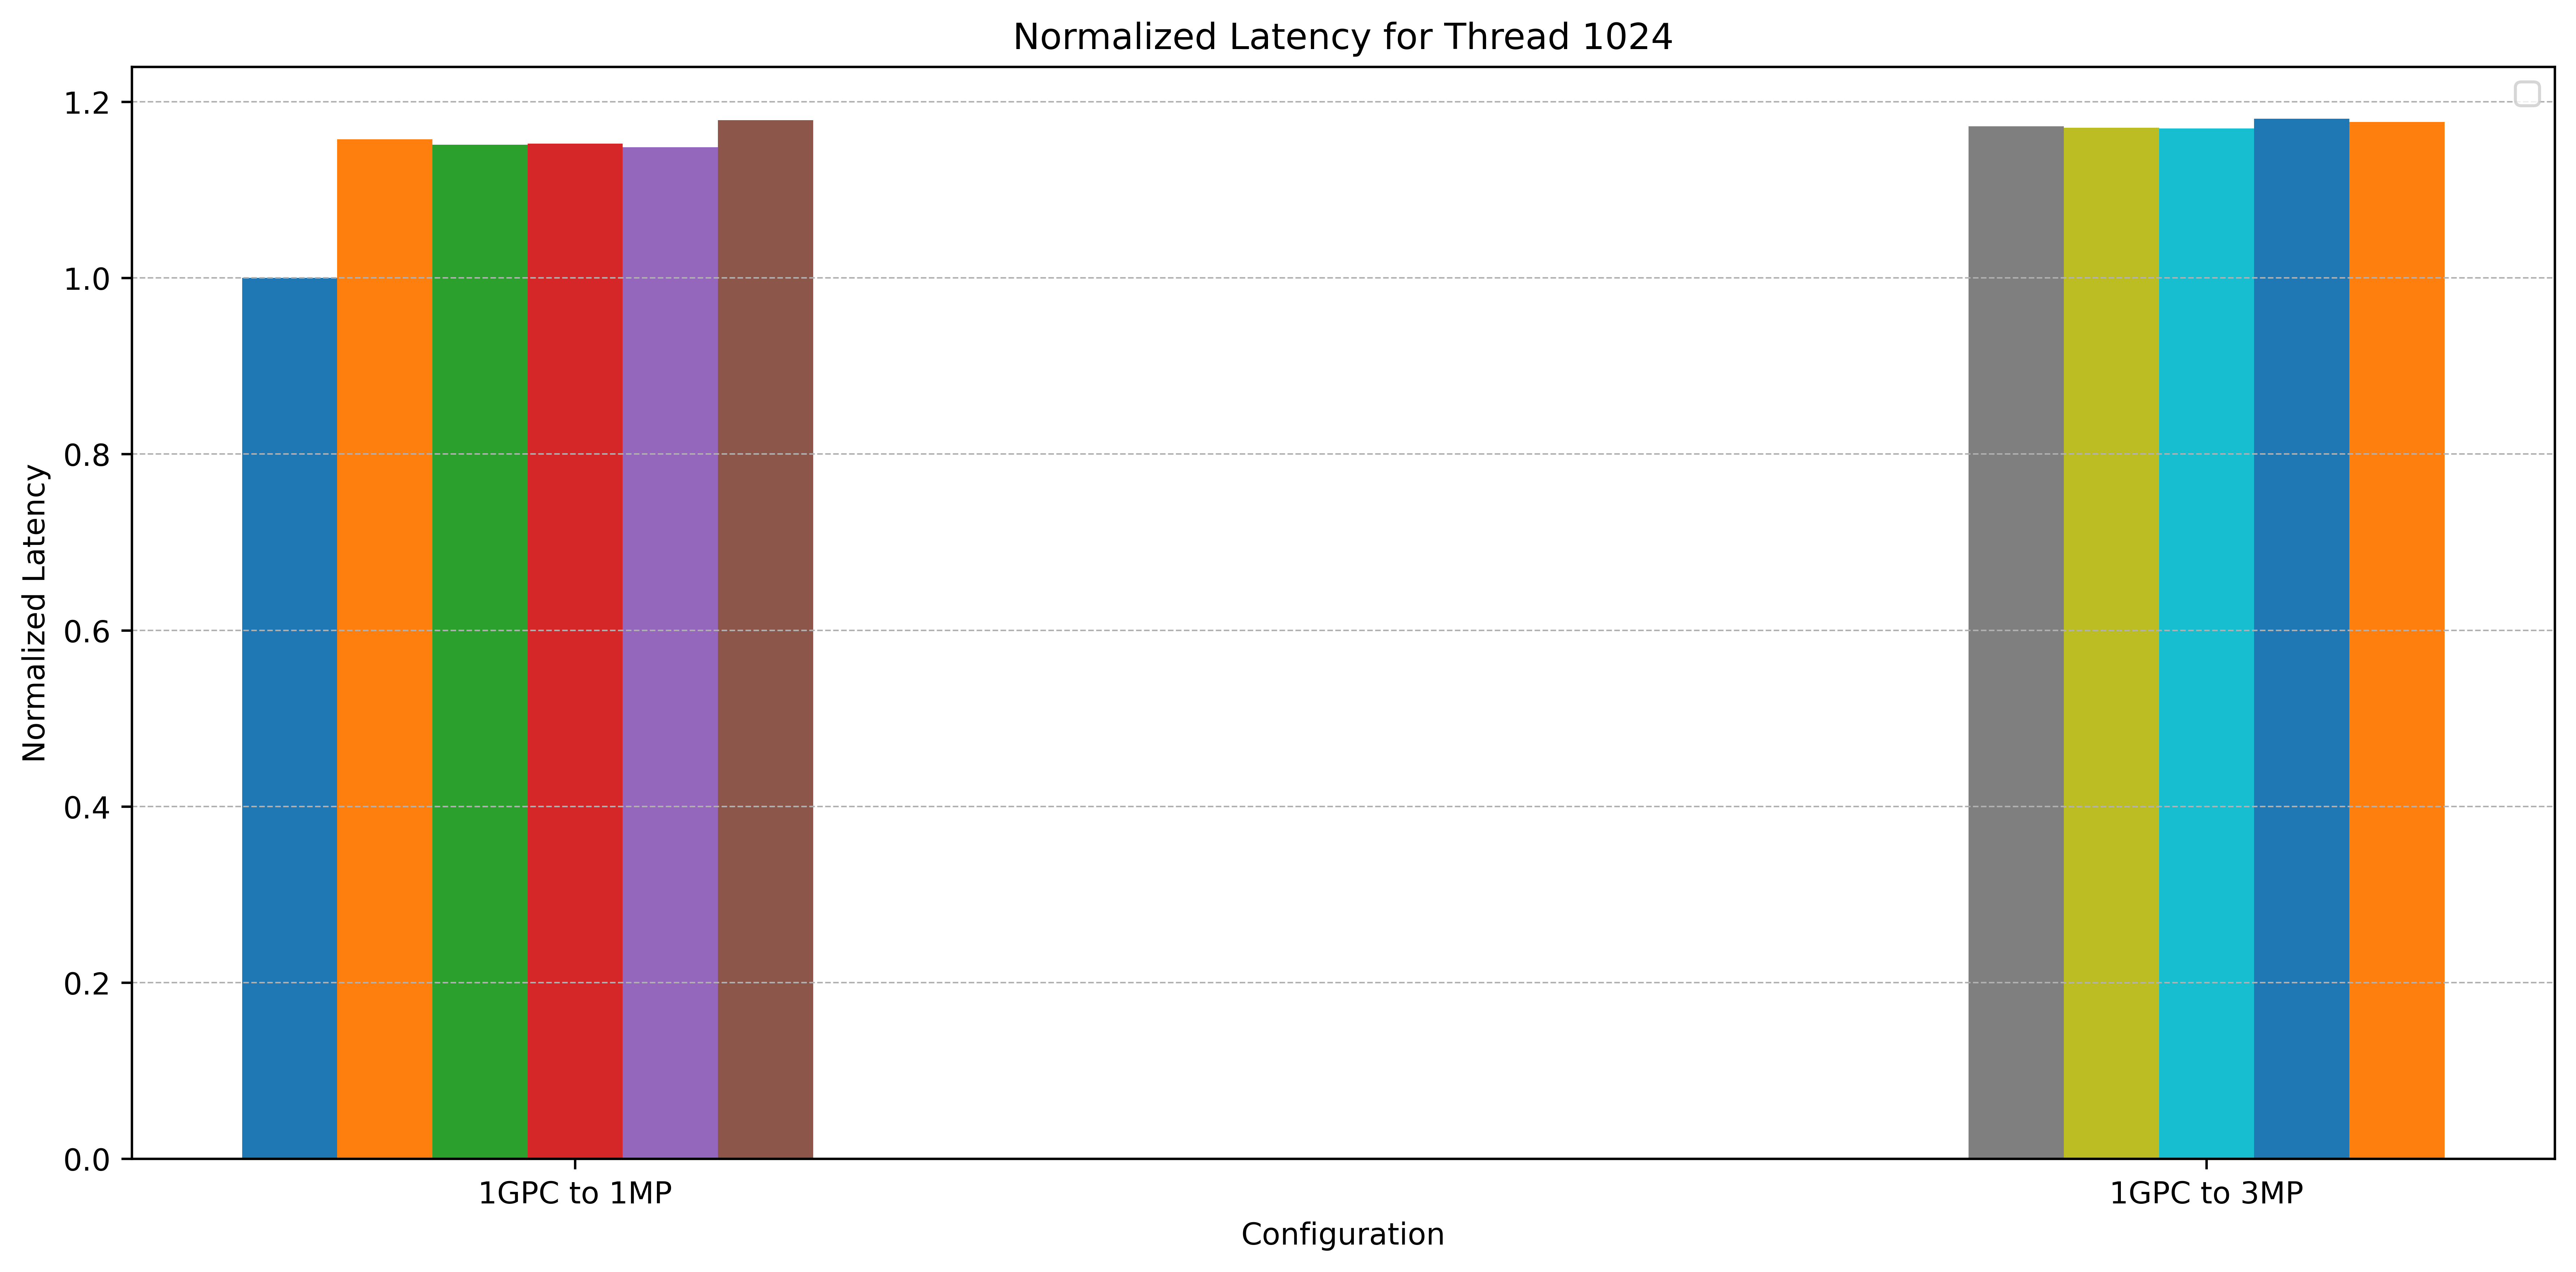 Normalized Latency for Thread 1024
Normalized Latency
1.2
1.0
0.8
0.6
0.4
0.2
0.0
1GPC to 1MP
1GPC to 3MP
Configuration